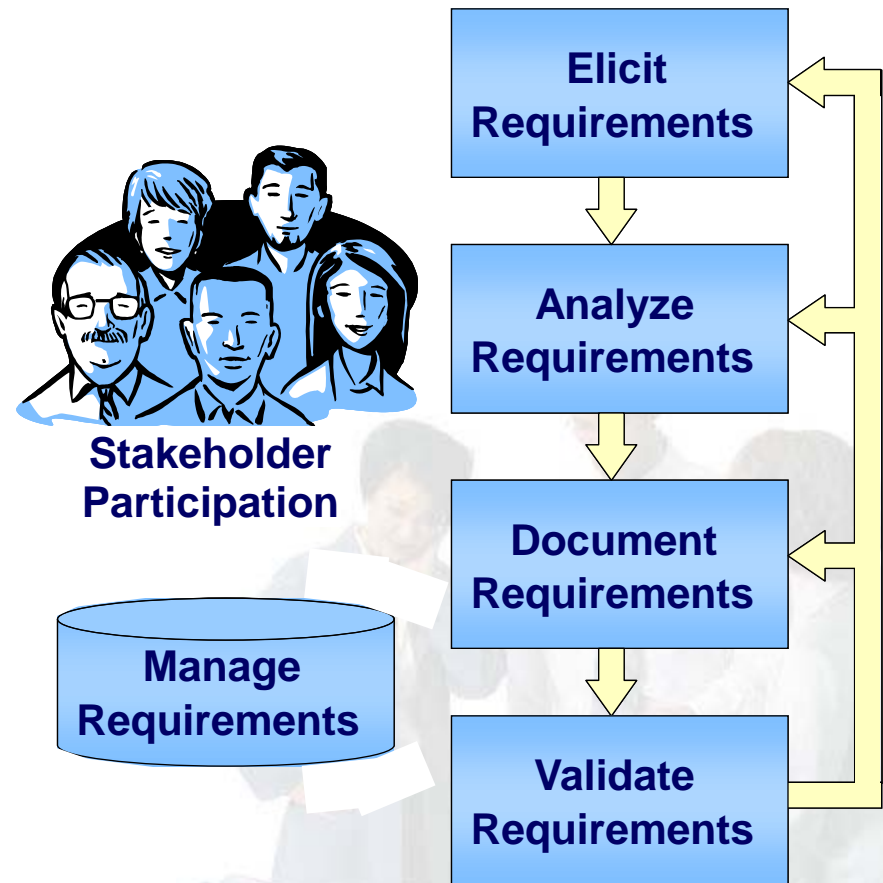 Elicit
Requirements
Analyze
Requirements
Stakeholder
Participation
Document
Requirements
Manage
Requirements
Validate
Requirements